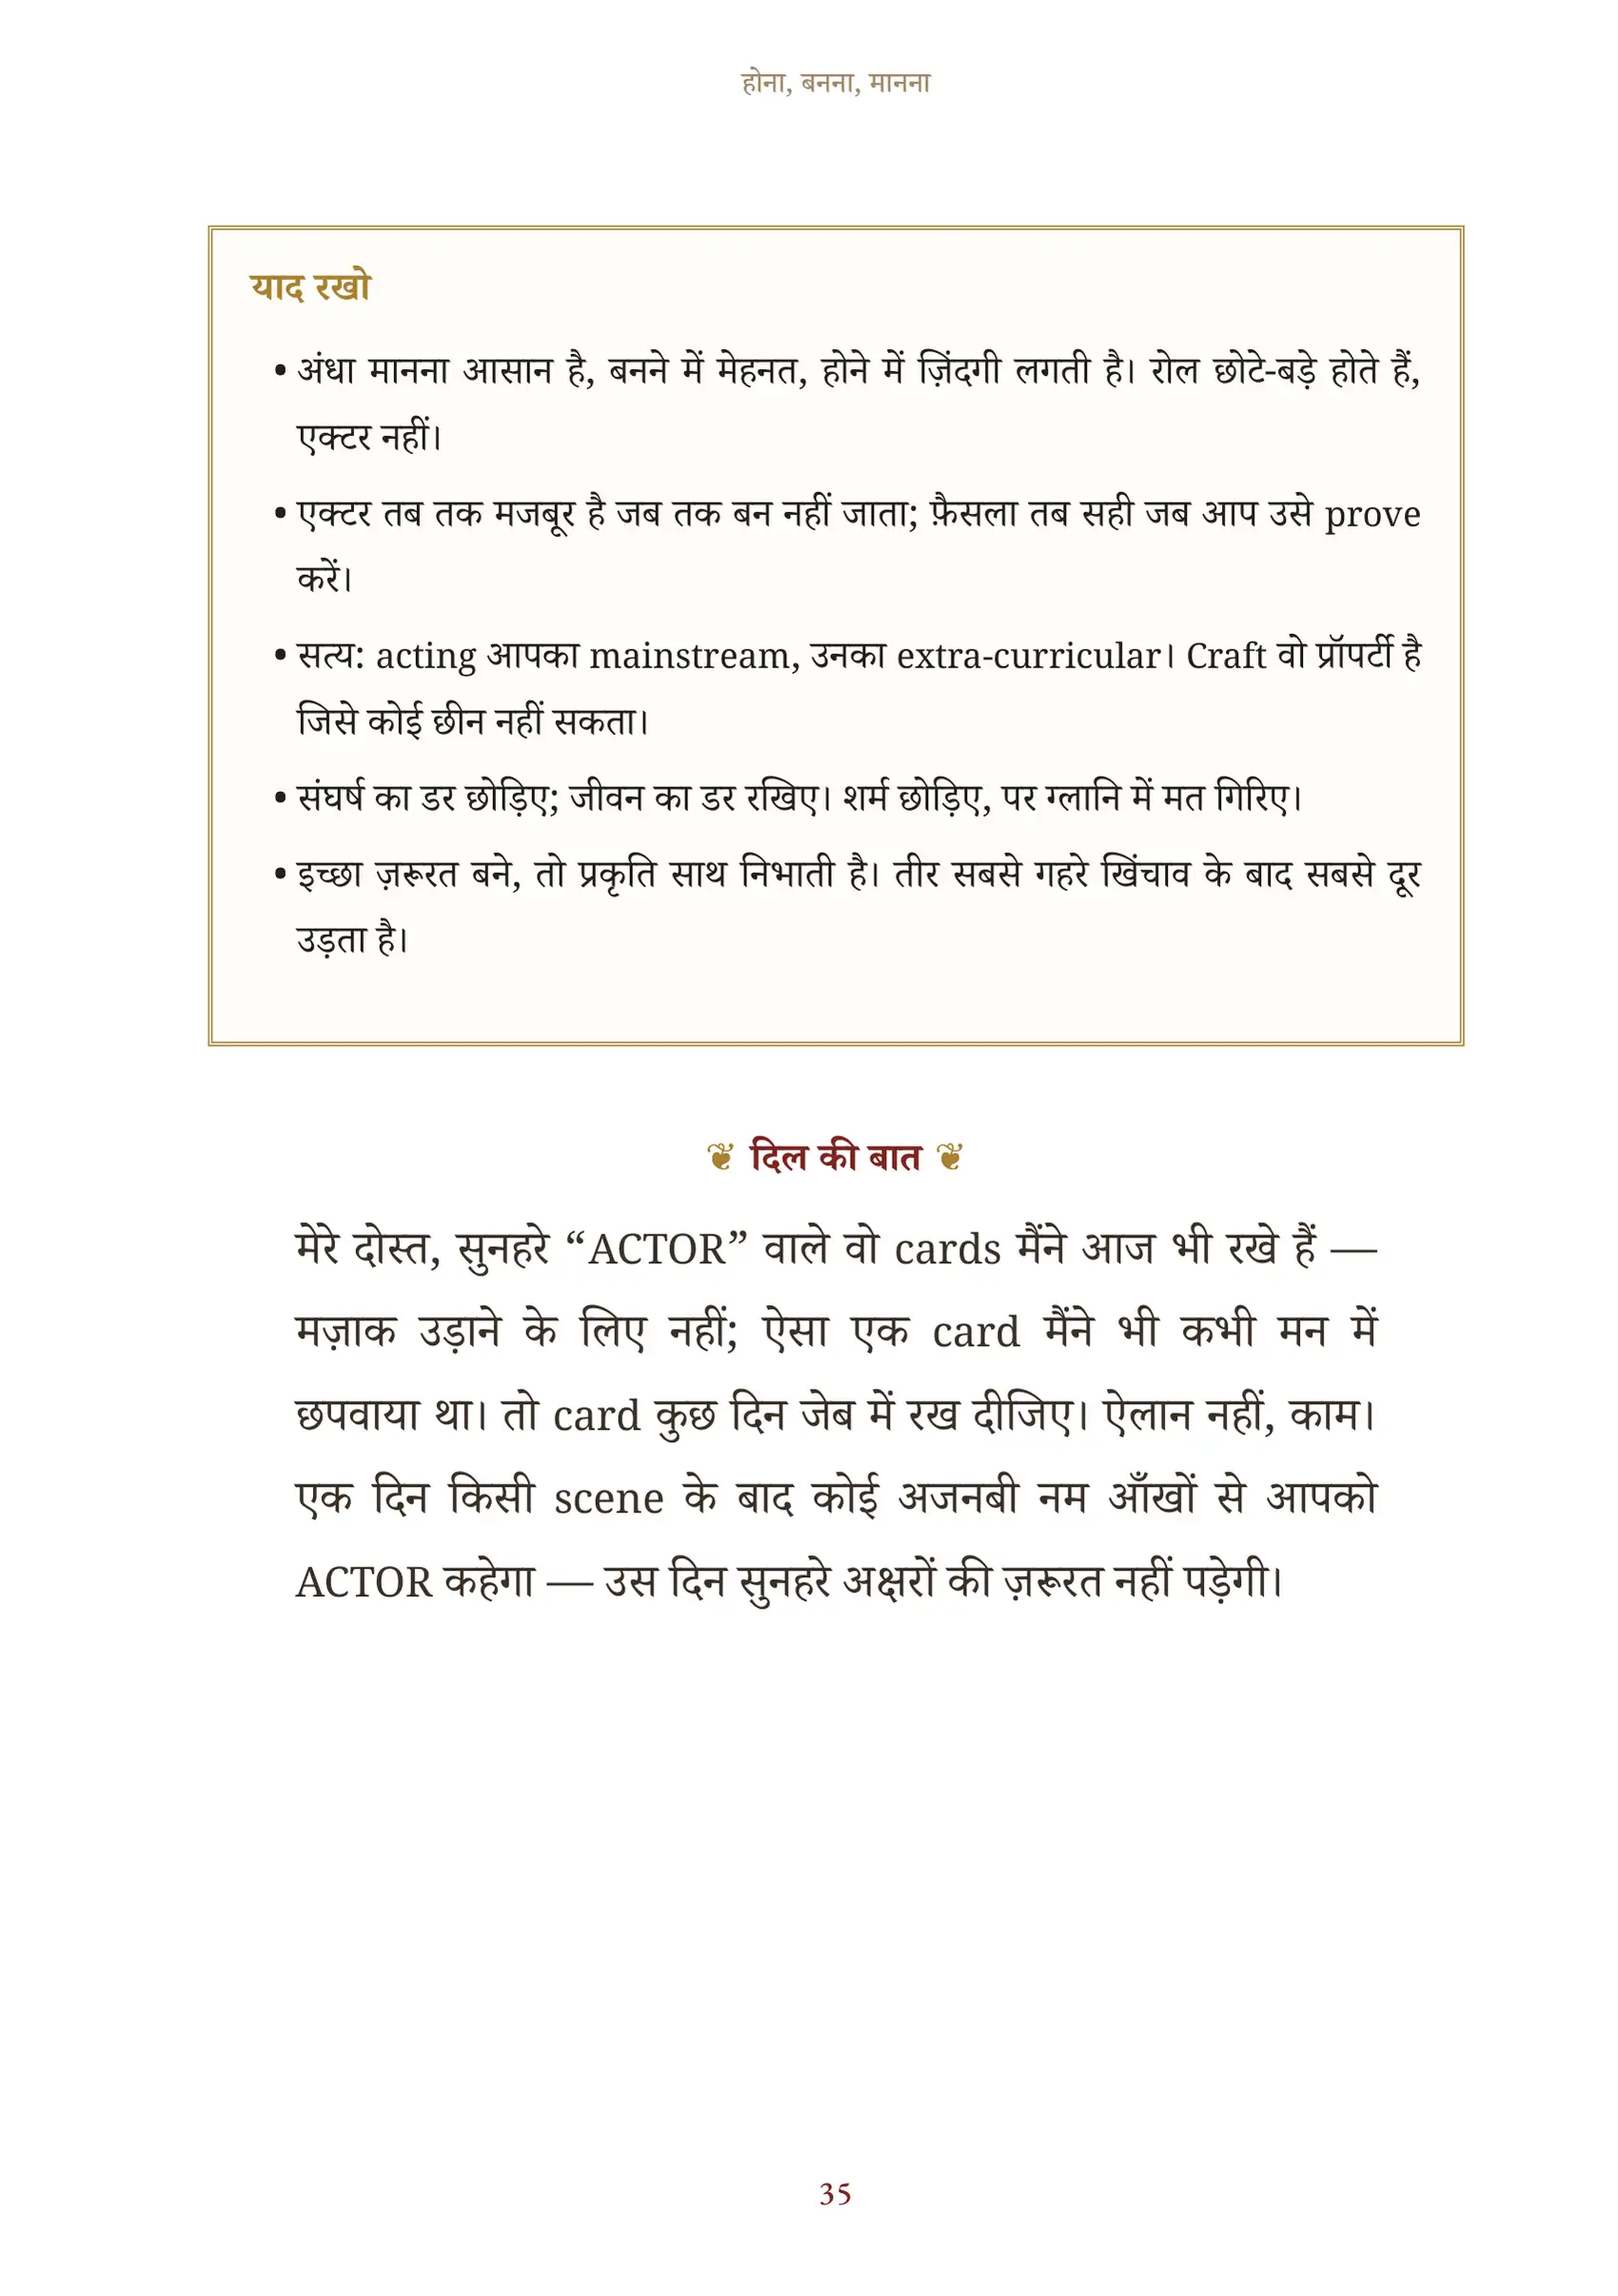 होना, बनना, मानना
याद रखो
• अंधा मानना आसान है, बनने में मेहनत, होने में ज़िंदगी लगती है। रोल छोटे-बड़े होते हैं,
एक्टर नहीं।
• एक्टर तब तक मजबूर है जब तक बन नहीं जाता; फ़ैसला तब सही जब आप उसे prove
करें।
• सत्य: acting आपका mainstream, उनका extra-curricular। Craft वो प्रॉपर्टी है
जिसे कोई छीन नहीं सकता।
• संघर्ष का डर छोड़िए; जीवन का डर रखिए। शर्म छोड़िए, पर ग्लानि में मत गिरिए।
• इच्छा ज़रूरत बने, तो प्रकृति साथ निभाती है। तीर सबसे गहरे खिंचाव के बाद सबसे दूर
उड़ता है।
❦ दिल की बात ❦
मेरे दोस्त, सुनहरे “ACTOR” वाले वो cards मैंने आज भी रखे हैं —
मज़ाक उड़ाने के लिए नहीं; ऐसा एक card मैंने भी कभी मन में
छपवाया था। तो card कुछ दिन जेब में रख दीजिए। ऐलान नहीं, काम।
एक दिन किसी scene के बाद कोई अजनबी नम आँखों से आपको
ACTOR कहेगा — उस दिन सुनहरे अक्षरों की ज़रूरत नहीं पड़ेगी।
35